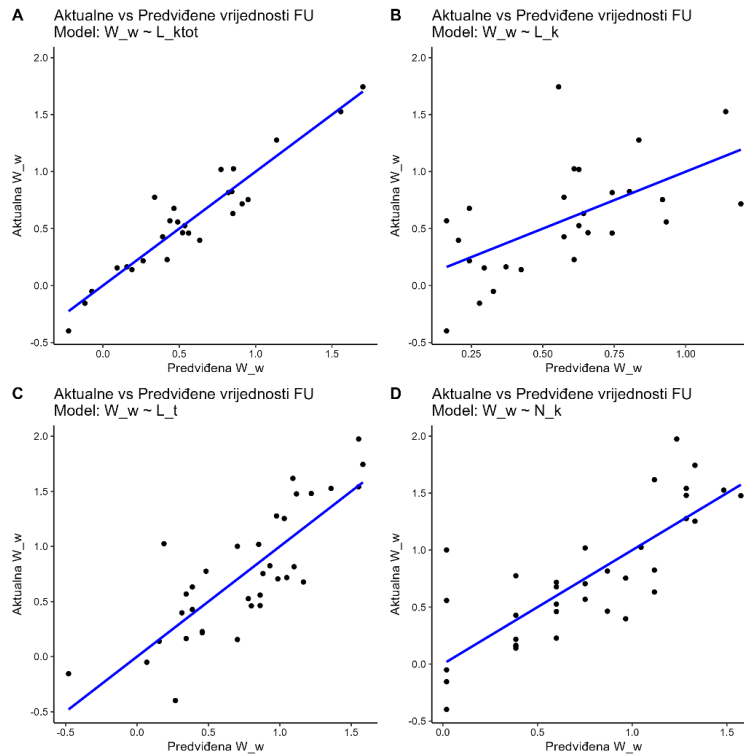 A
Aktualne vs Predviđene vrijednosti FU
Model: W_w ~ L_ktot
2.0
1.5
1.0
0.5
0.0
-0.5
Aktualna W_w
0.0
0.5
1.0
1.5
Predviđena W_w
B
Aktualne vs Predviđene vrijednosti FU
Model: W_w ~ L_k
2.0
1.5
1.0
0.5
0.0
-0.5
Aktualna W_w
0.25
0.50
0.75
1.00
Predviđena W_w
C
Aktualne vs Predviđene vrijednosti FU
Model: W_w ~ L_t
2.0
1.5
1.0
0.5
0.0
-0.5
Aktualna W_w
-0.5
0.0
0.5
1.0
1.5
Predviđena W_w
D
Aktualne vs Predviđene vrijednosti FU
Model: W_w ~ N_k
2.0
1.5
1.0
0.5
0.0
-0.5
Aktualna W_w
0.0
0.5
1.0
1.5
Predviđena W_w